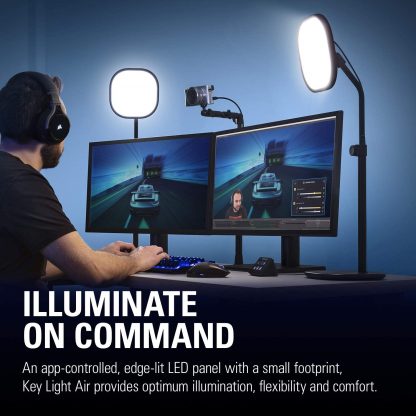 ILLUMINATE
ON COMMAND
An app-controlled, edge-lit LED panel with a small footprint,
Key Light Air provides optimum illumination, flexibility and comfort.